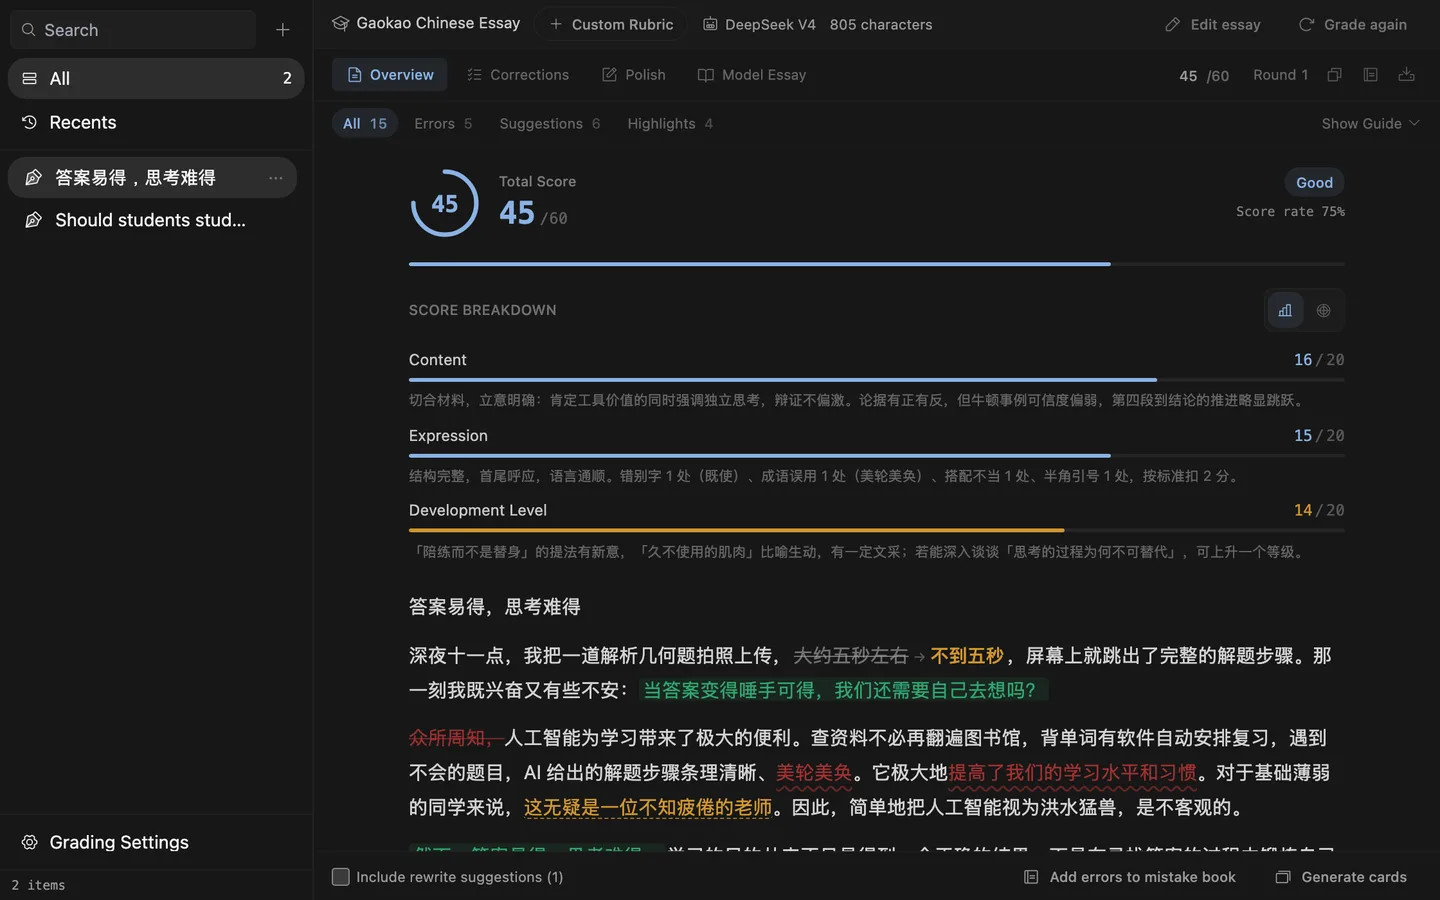 Search
Gaokao Chinese Essay
Custom Rubric
DeepSeek V4
805 characters
Edit essay
Grade again
All
2
Recents
答案易得，思考难得
Should students stud...
Overview
Corrections
Polish
Model Essay
45 /60
Round 1
All 15
Errors 5
Suggestions 6
Highlights 4
Show Guide
45
Total Score
45 /60
Good
Score rate 75%
SCORE BREAKDOWN
Content
16 / 20
切合材料，立意明确：肯定工具价值的同时强调独立思考，辩证不偏激。论据有正有反，但牛顿事例可信度偏弱，第四段到结论的推进略显跳跃。
Expression
15 / 20
结构完整，首尾呼应，语言通顺。错别字 1 处（既使）、成语误用 1 处（美轮美奂）、搭配不当 1 处、半角引号 1 处，按标准扣 2 分。
Development Level
14 / 20
「陪练而不是替身」的提法有新意，「久不使用的肌肉」比喻生动，有一定文采；若能深入谈谈「思考的过程为何不可替代」，可上升一个等级。
答案易得，思考难得
深夜十一点，我把一道解析几何题拍照上传，大约五秒左右 → 不到五秒，屏幕上就跳出了完整的解题步骤。那
一刻我既兴奋又有些不安：当答案变得唾手可得，我们还需要自己去想吗？
众所周知，人工智能为学习带来了极大的便利。查资料不必再翻遍图书馆，背单词有软件自动安排复习，遇到
不会的题目，AI 给出的解题步骤条理清晰、美轮美奂。它极大地提高了我们的学习水平和习惯。对于基础薄弱
的同学来说，这无疑是一位不知疲倦的老师。因此，简单地把人工智能视为洪水猛兽，是不客观的。
Grading Settings
2 items
Include rewrite suggestions (1)
Add errors to mistake book
Generate cards